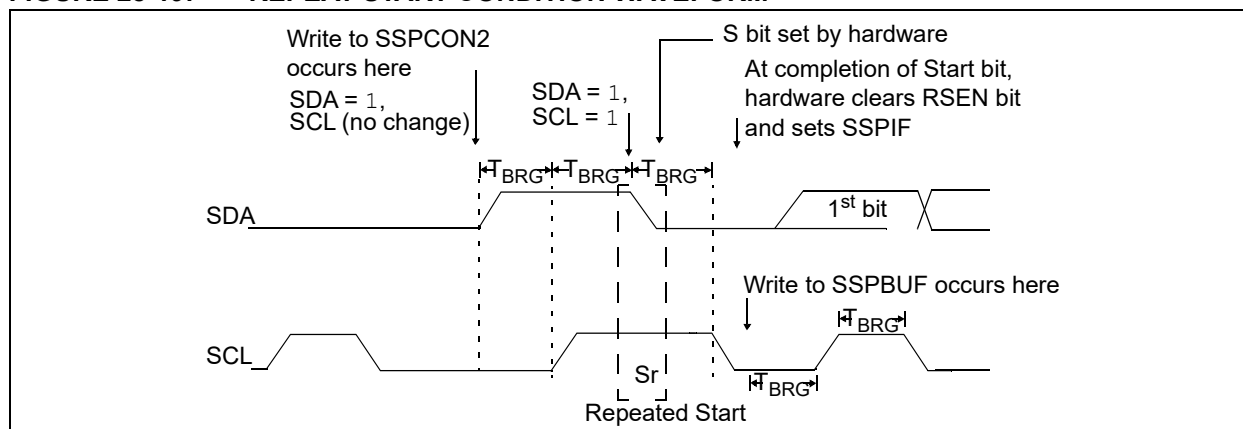 Write to SSPCON2
occurs here
SDA = 1,
SCL (no change)
SDA = 1,
SCL = 1
S bit set by hardware
At completion of Start bit,
hardware clears RSEN bit
and sets SSPIF
TBRG TBRG TBRG
SDA
1st bit
Write to SSPBUF occurs here
TBRG
SCL
Sr
TBRG
Repeated Start